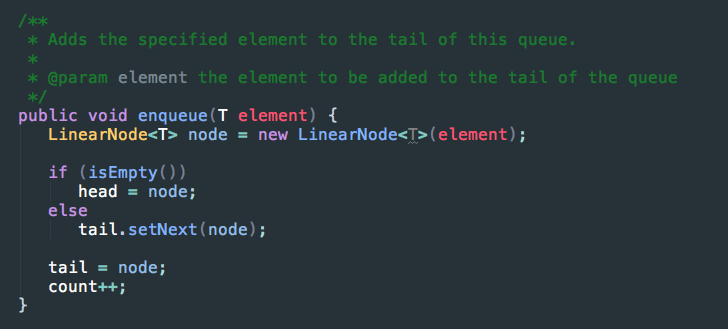 /**
 * Adds the specified element to the tail of this queue.
 *
 * @param element the element to be added to the tail of the queue
 */
public void enqueue(T element) {
   LinearNode<T> node = new LinearNode<T>(element);

   if (isEmpty())
      head = node;
   else
      tail.setNext(node);

   tail = node;
   count++;
}